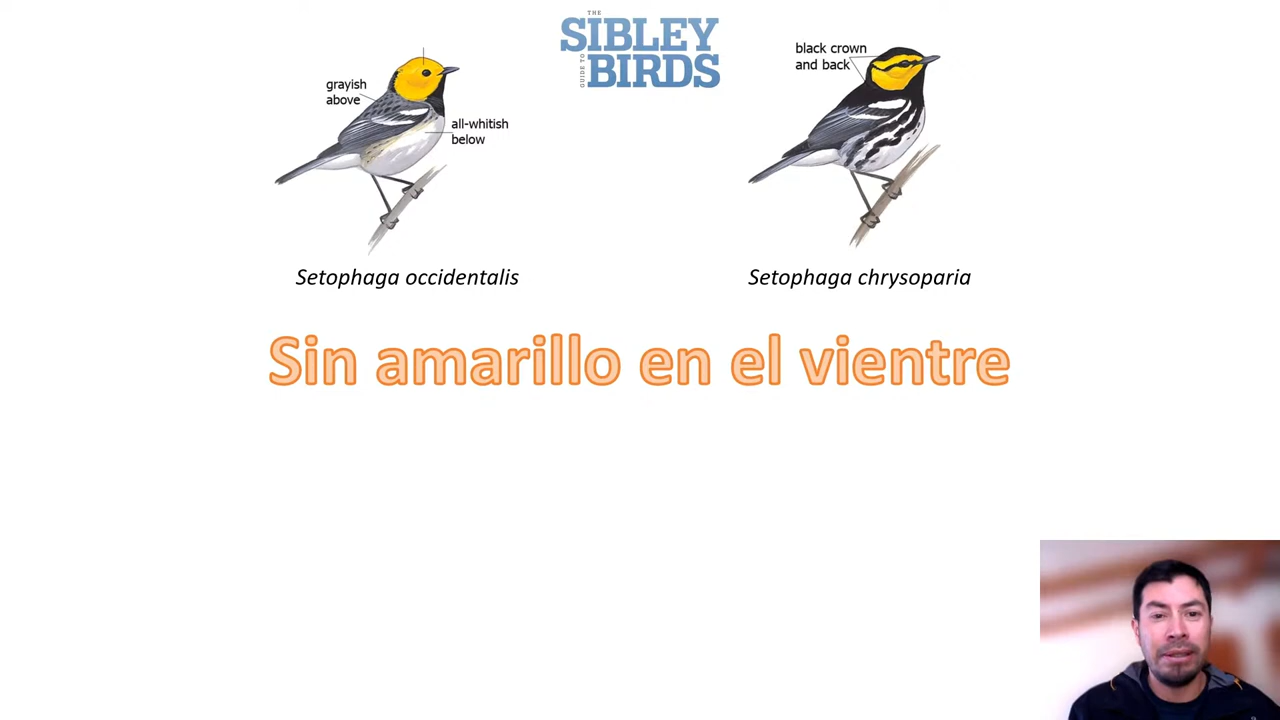 THE
SIBLEY
GUIDE TO
BIRDS
grayish
above
all-whitish
below
black crown
and back
Setophaga occidentalis
Setophaga chrysoparia
Sin amarillo en el vientre